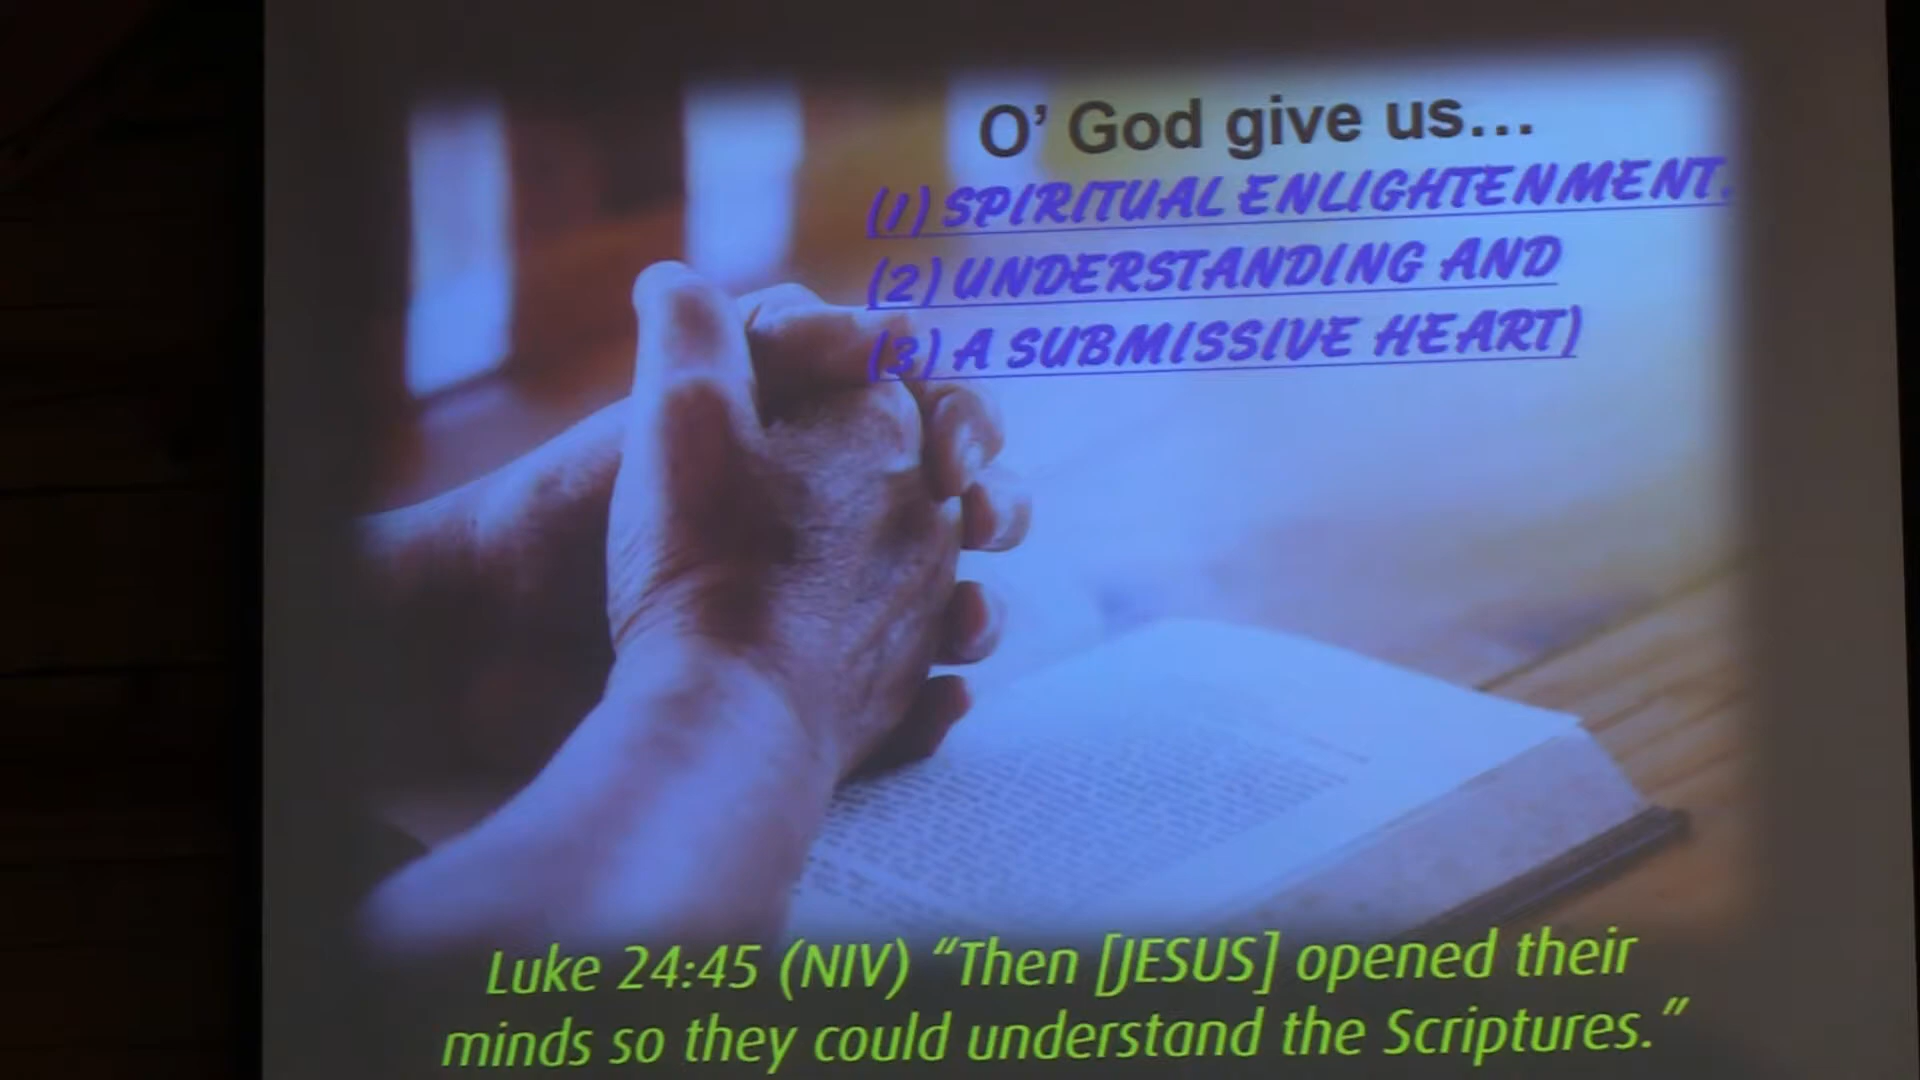 O’ God give us...
(1) SPIRITUAL ENLIGHTENMENT.
(2) UNDERSTANDING AND
(3) A SUBMISSIVE HEART)
Luke 24:45 (NIV) “Then [JESUS] opened their
minds so they could understand the Scriptures.”